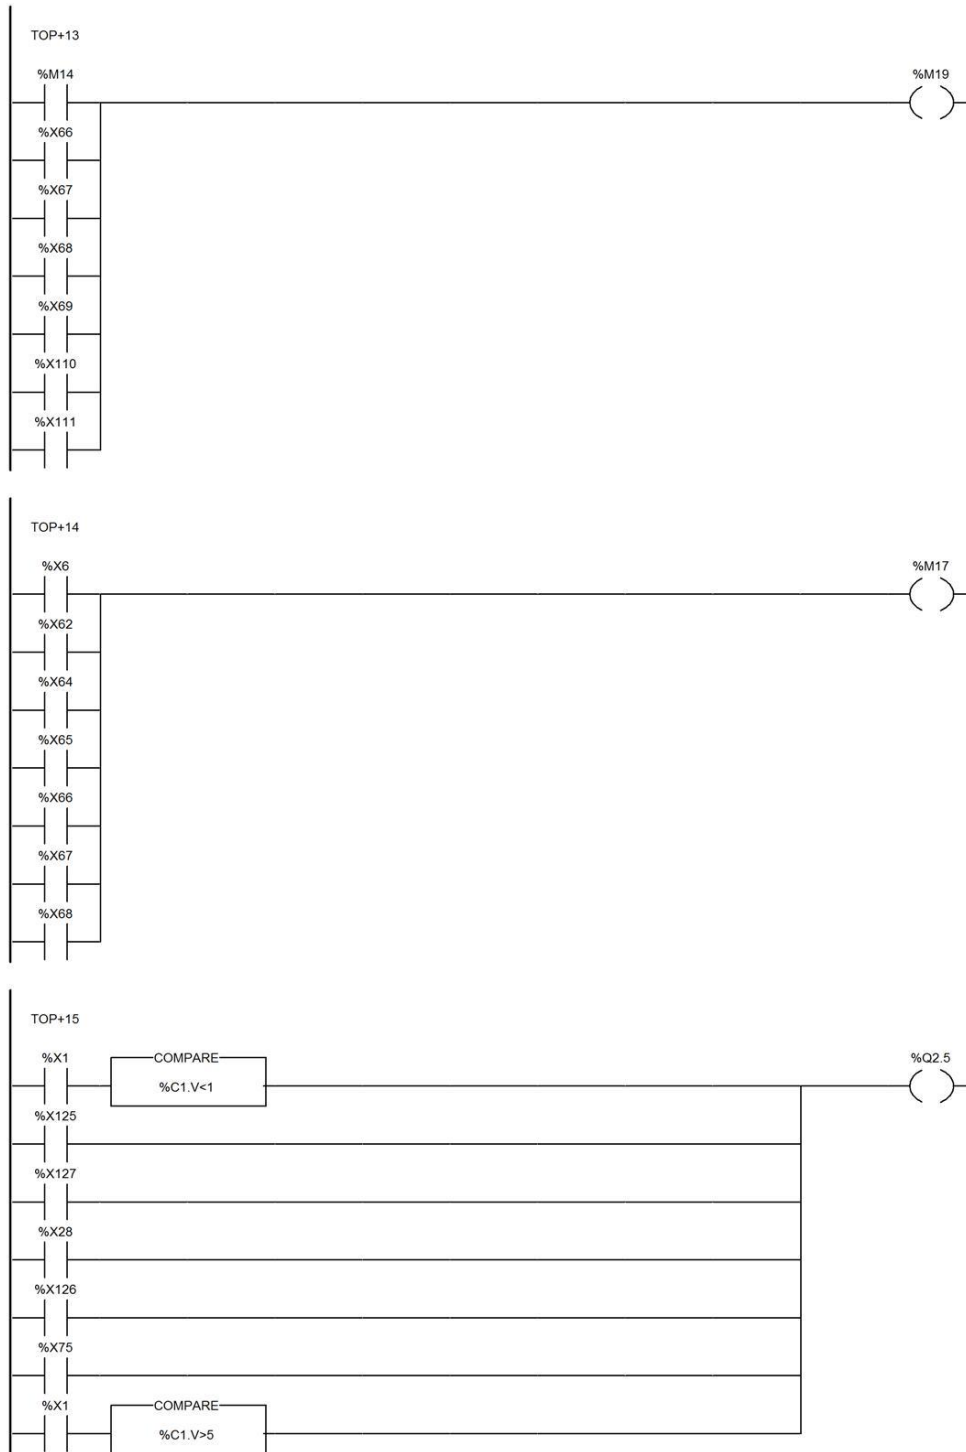 TOP+13
%M14 %M19
%X66
%X67
%X68
%X69
%X110
%X111
TOP+14
%X6 %M17
%X62
%X64
%X65
%X66
%X67
%X68
TOP+15
%X1 COMPARE %Q2.5
%C1.V<1
%X125
%X127
%X28
%X126
%X75
%X1 COMPARE
%C1.V>5